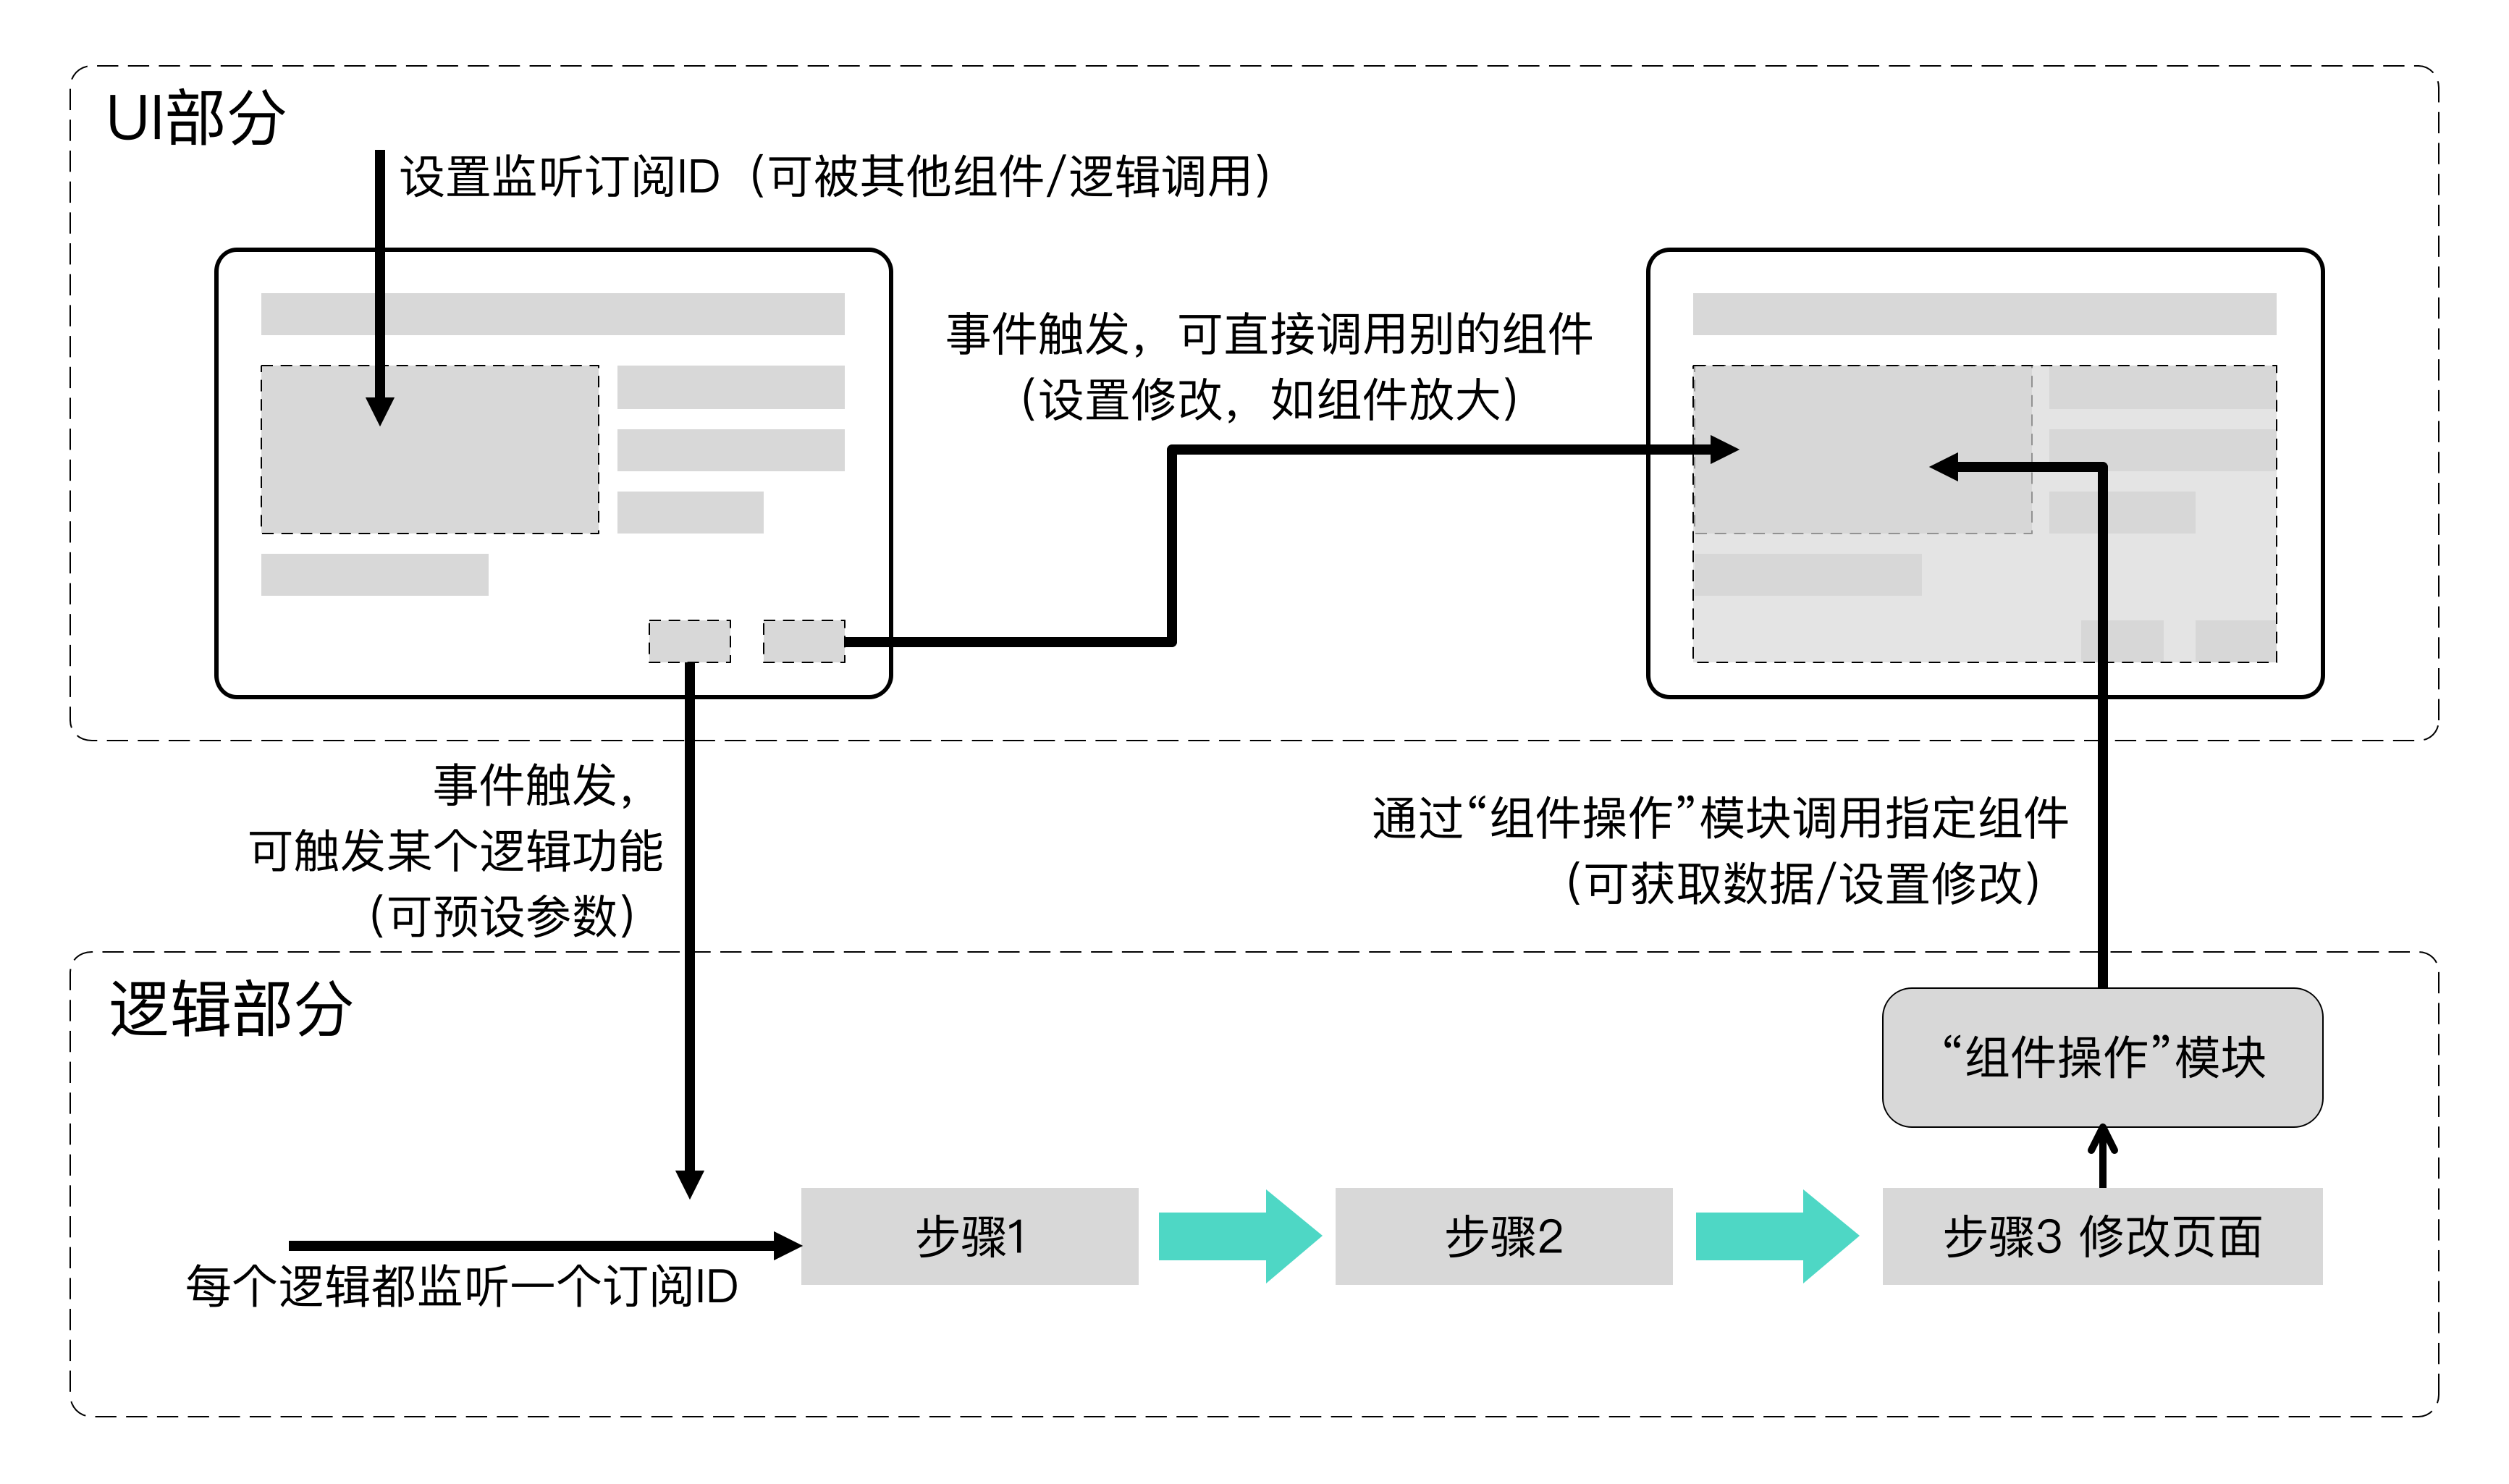 UI部分
设置监听订阅ID（可被其他组件/逻辑调用）
事件触发，可直接调用别的组件
（设置修改，如组件放大）
事件触发，
可触发某个逻辑功能
（可预设参数）
通过“组件操作”模块调用指定组件
（可获取数据/设置修改）
逻辑部分
“组件操作”模块
步骤1
步骤2
步骤3 修改页面
每个逻辑都监听一个订阅ID